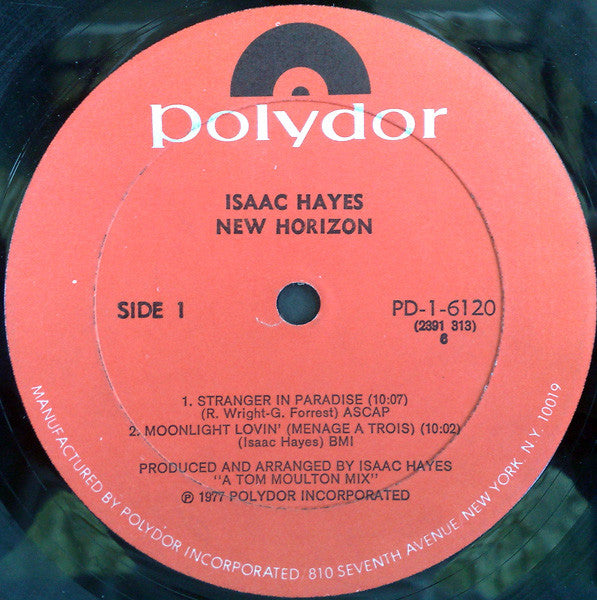 polydor
ISAAC HAYES
NEW HORIZON
SIDE 1
PD-1-6120
(2391 313)
6
1. STRANGER IN PARADISE (10:07)
(R. Wright-G. Forrest) ASCAP
2. MOONLIGHT LOVIN' (MENAGE A TROIS) (10:02)
(Isaac Hayes) BMI
PRODUCED AND ARRANGED BY ISAAC HAYES
"A TOM MOULTON MIX"
℗ 1977 POLYDOR INCORPORATED
MANUFACTURED BY POLYDOR INCORPORATED/ 810 SEVENTH AVENUE, NEW YORK, N.Y. 10019